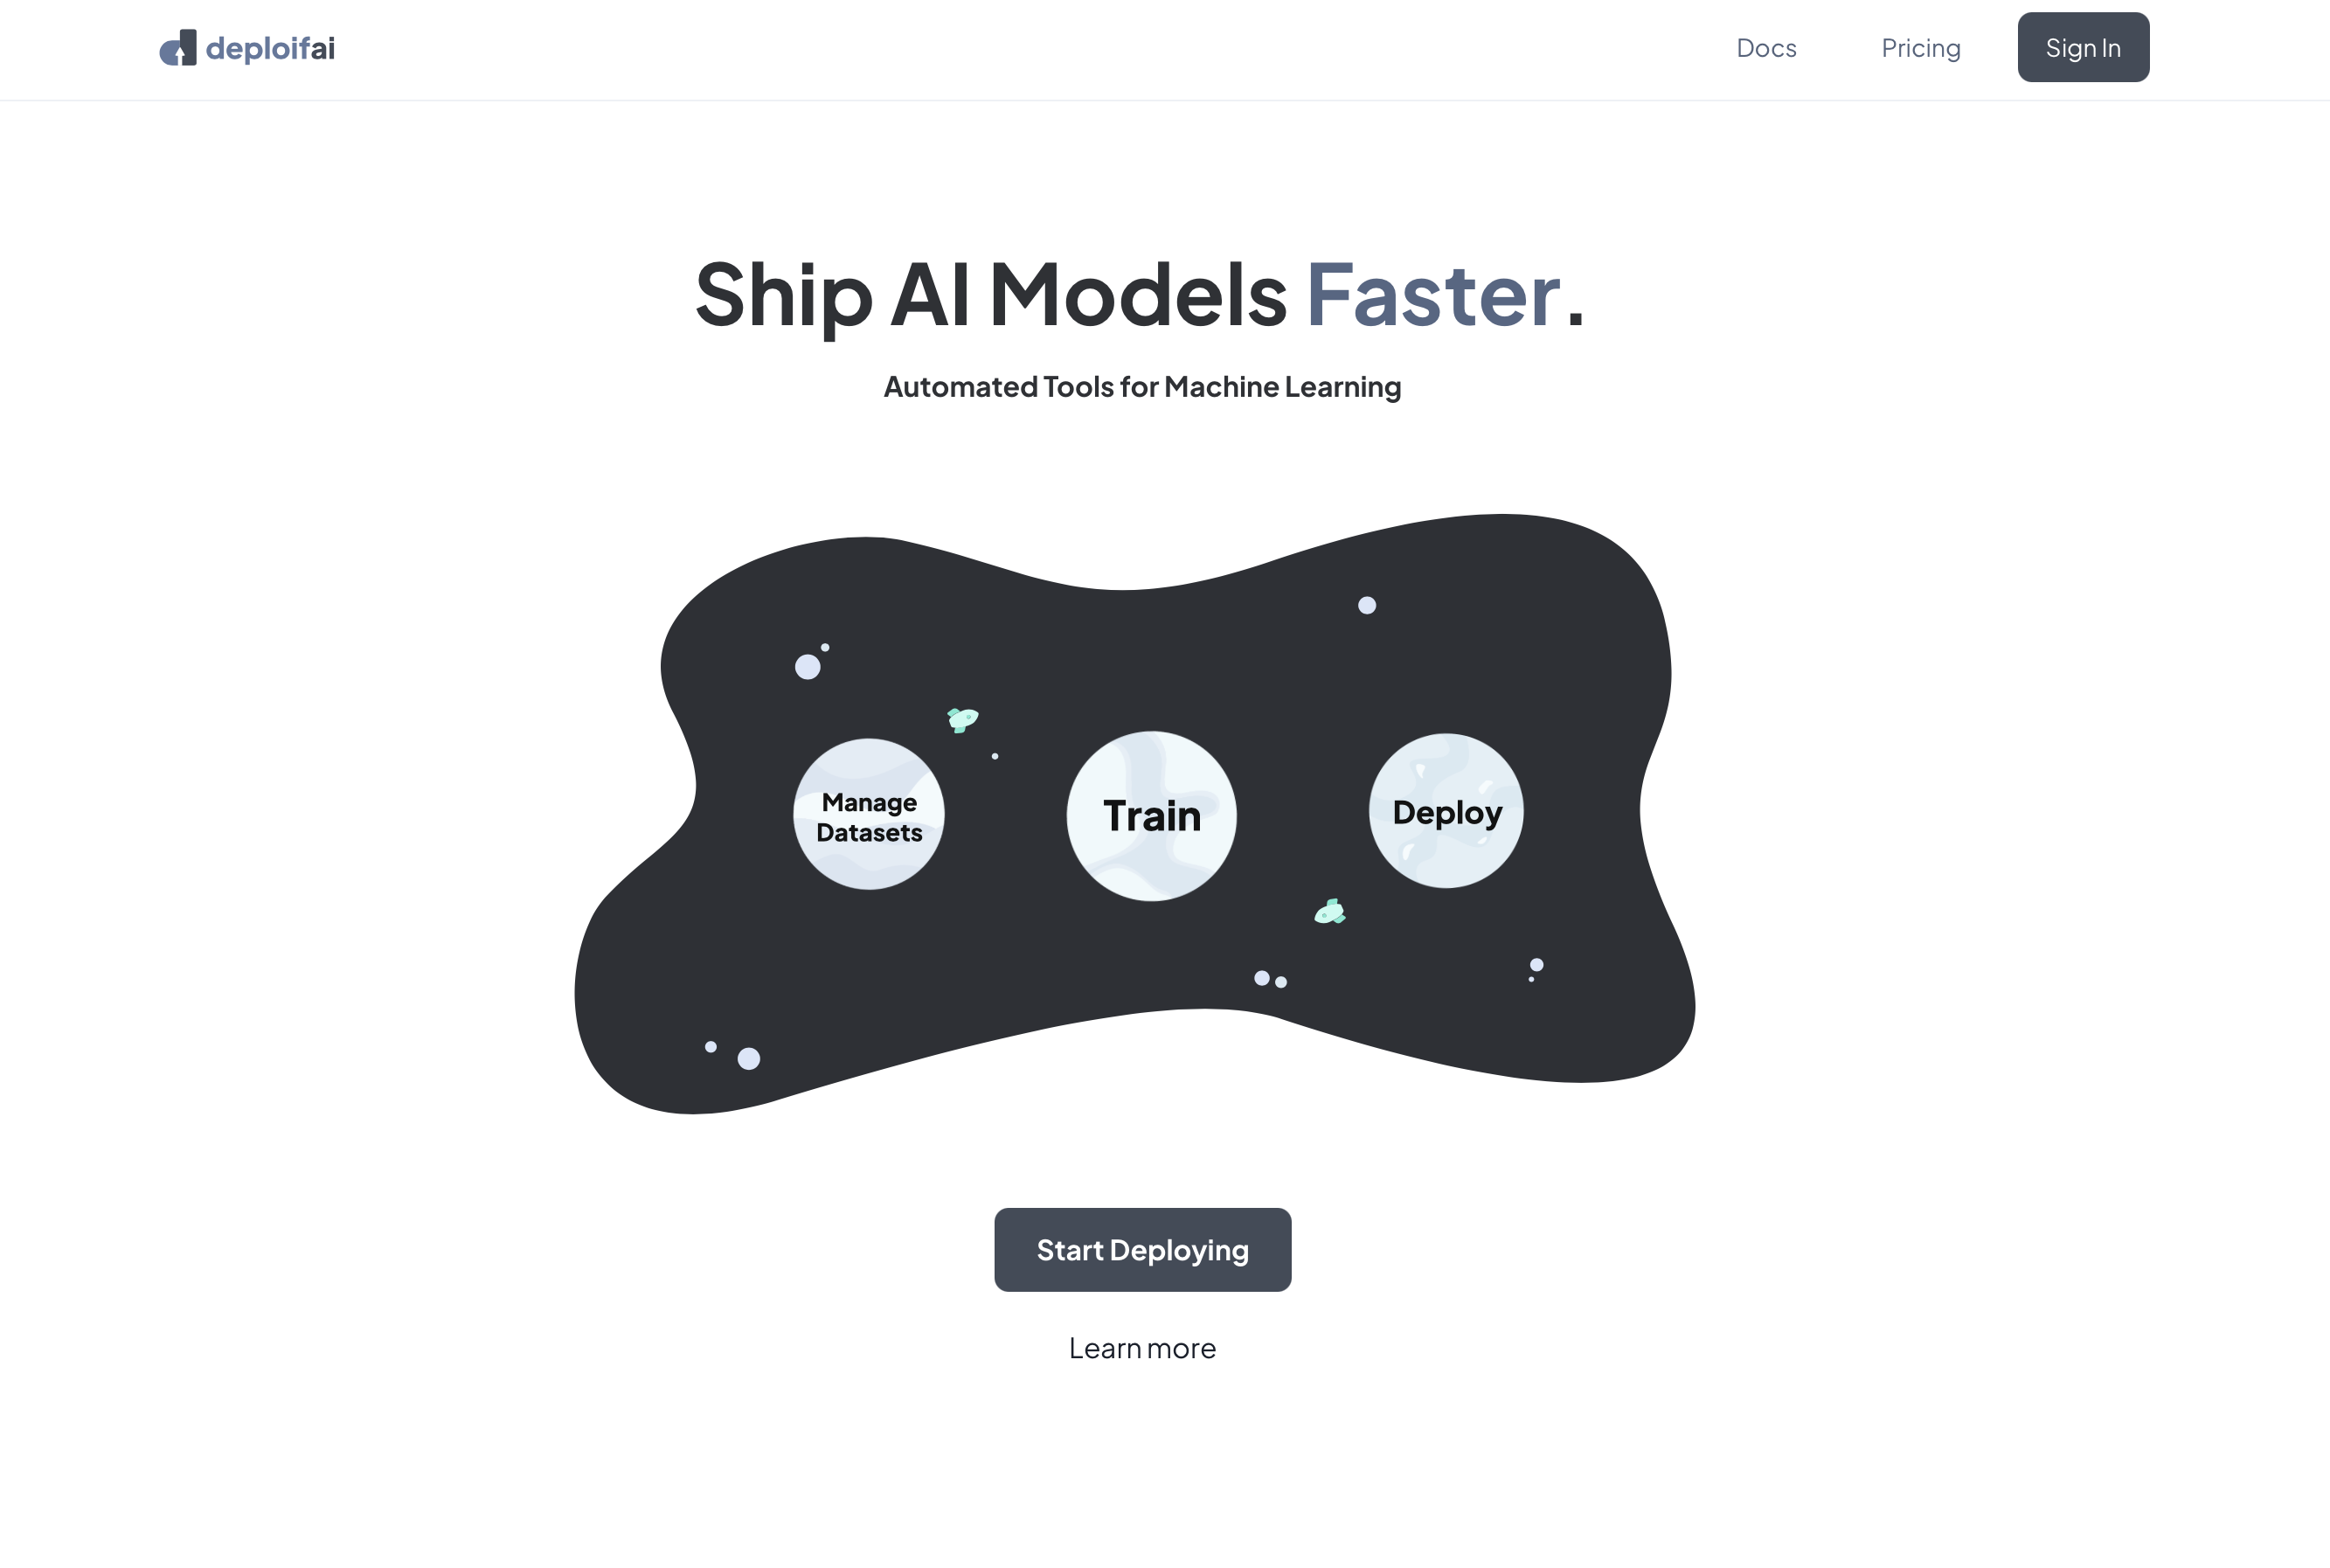 deploifai
Docs
Pricing
Sign In
Ship AI Models Faster.
Automated Tools for Machine Learning
Manage
Datasets
Train
Deploy
Start Deploying
Learn more